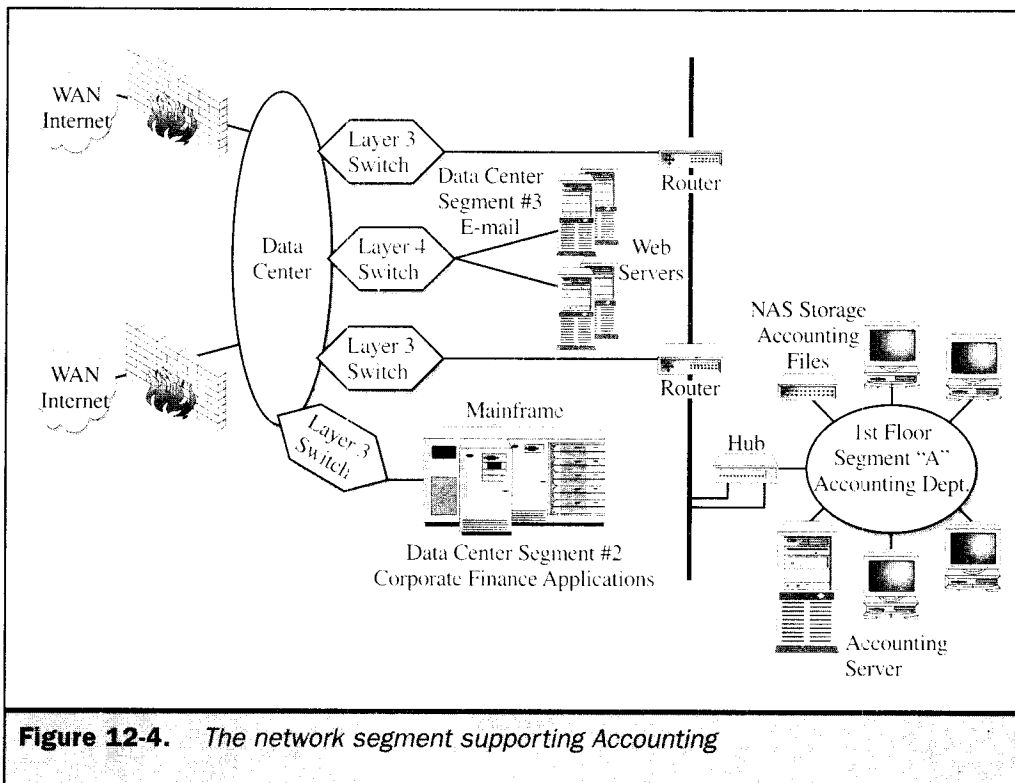 WAN
Internet
Layer 3
Switch
Router
Data Center
Segment #3
E-mail
Data
Center
Layer 4
Switch
Web
Servers
NAS Storage
Accounting
Files
WAN
Internet
Layer 3
Switch
Router
Layer 3
Switch
Mainframe
Hub
1st Floor
Segment "A"
Accounting Dept.
Data Center Segment #2
Corporate Finance Applications
Accounting
Server
Figure 12-4. The network segment supporting Accounting